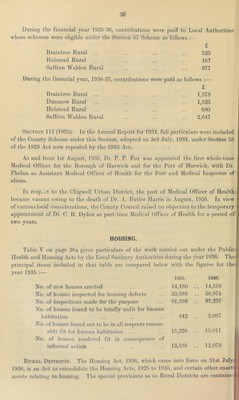 36
During the financial year 1935-36, contributions were paid to Local Authorities
whose schemes were eligible under the Section 57 Scheme as follows :—
£
Braintree Rural .. .. .. .. .. 525
Halstead Rural .. .. .. .. .. 167
Saffron Walden Rural .. .. .. .. 977
During the financial year, 1936-37, contributions were paid as follows :—
£
Braintree Rural .. .. .. .. .. 1,578
Dunmow Rural .. .. .. .. .. 1,525
Halstead Rural .. .. .. .. .. 600
Saffron Walden Rural .. .. .. .. 2,047
Section 111 (1933). In the Annual Report for 1934, full particulars were included
of the County Scheme under this Section, adopted on 3rd July, 1934, under Section 58
of the 1929 Act now repealed by the 1933 Act.
As and from 1st August, 1936, Dr. P. F. Fox was appointed the first whole-time
Medical Officer for the Borough of Harwich and for the Port of Harwich, with Dr.
Phelan as Assistant Medical Officer of Health for the Port and Medical Inspector of
aliens.
In respect to the Chigwell Urban District, the part of Medical Officer of Health
became vacant owing to the death of Dr. A. Butler Harris in August, 1936. In view
of various local considerations, the County Council raised no objection to the temporary
appointment of Dr. C. R. Dykes as part-time Medical Officer of Health for a period of
two years.
HOUSING.
Table V on page 36a gives particulars of the work carried out under the Public
Health and Housing Acts by the Local Sanitary Authorities during the year 1936. The
principal items included in that table are compared below with the figures for the
year 1935 :—
1935. 1936.
No. of new houses erected 14,180 .. 14,358
No. of houses inspected for housing defects .. 33,598 .. 36,974
No. of inspections made for the purpose .. 91,509 .. 97,237
No. of houses found to be totally unfit for human
habitation .. .. .. .. 843 .. 2,067
No. of houses found not to be in all respects reason-
ably fit for human habitation .. .. 15,226 .. 15,011
No. of houses rendered fit in consequence of
informal action .. .. .. .. 13,188 .. 12,078
Rural Districts. The Housing Act, 1936, which came into force on 31st July
1936, is an Act to consolidate the Housing Acts, 1925 to 1935, and certain other enact-
ments relating to housing. The special provisions as to Rural Districts are contained